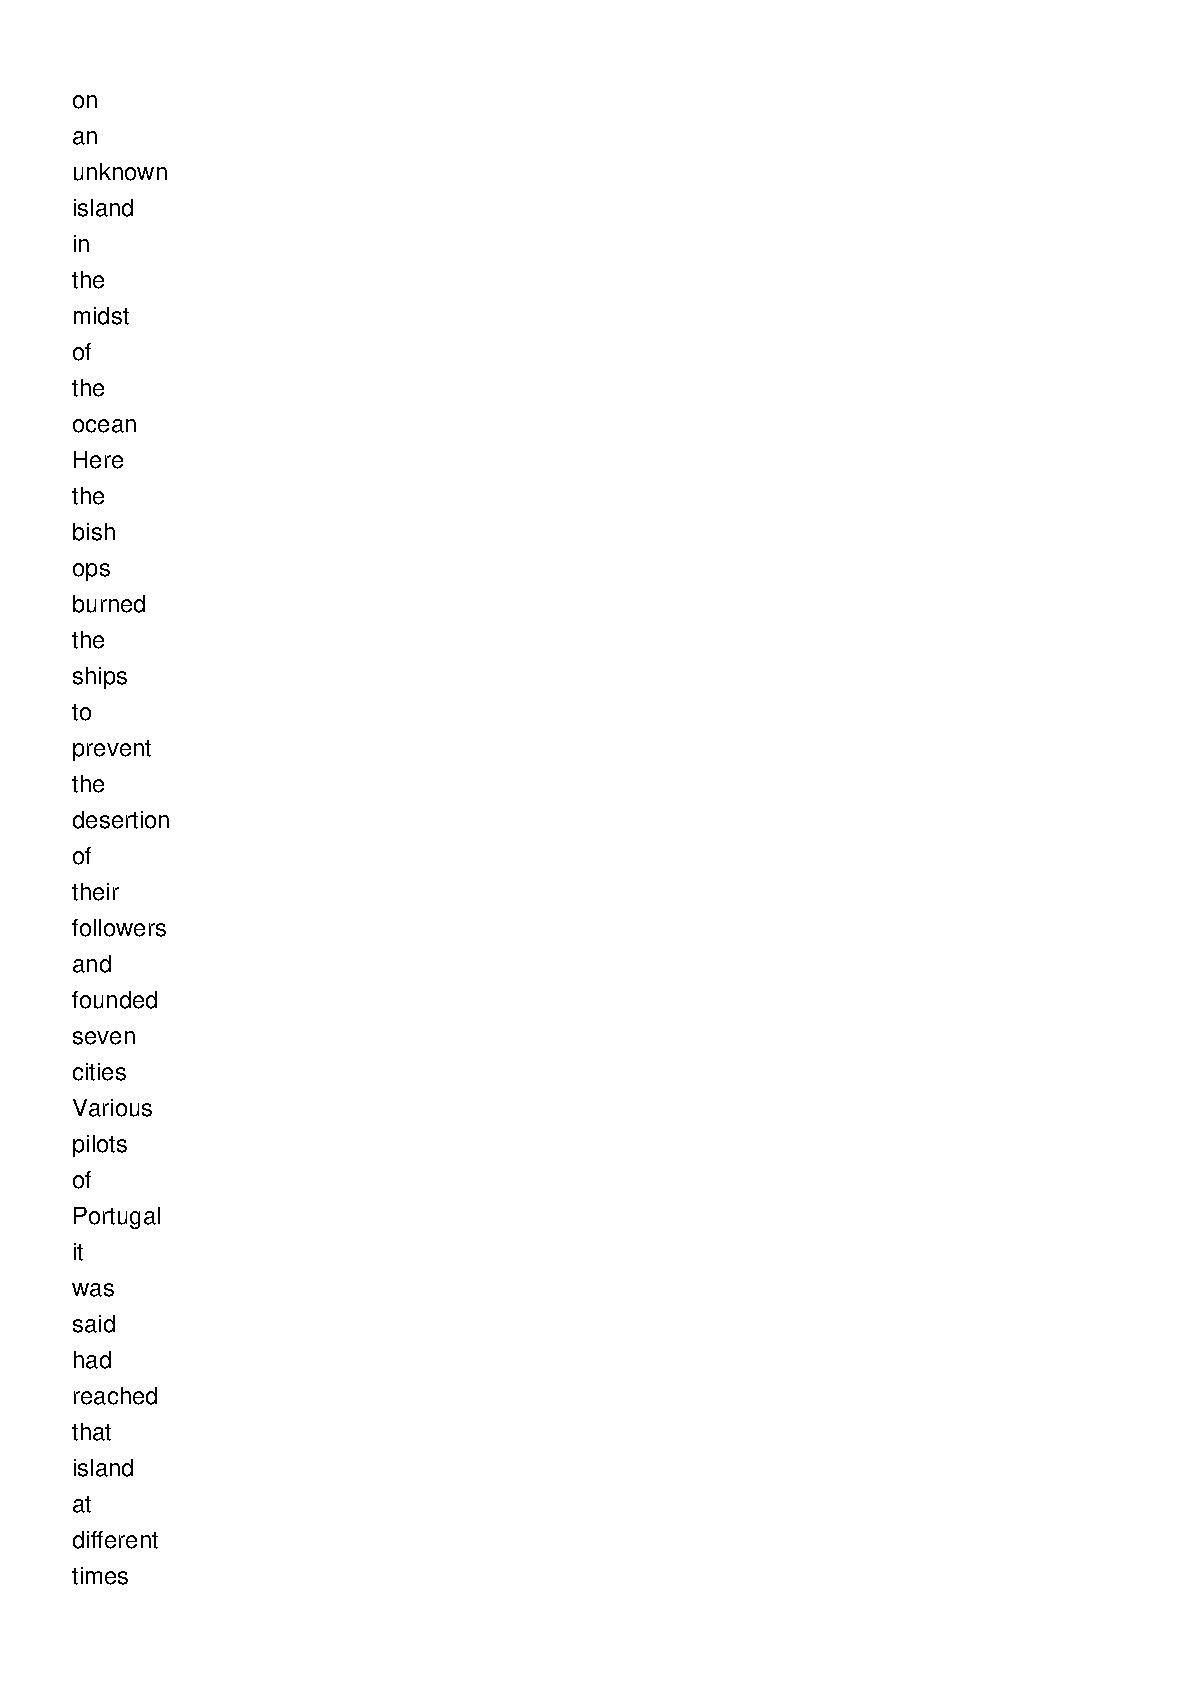 on
an
unknown
island
in
the
midst
of
the
ocean
Here
the
bish
ops
burned
the
ships
to
prevent
the
desertion
of
their
followers
and
founded
seven
cities
Various
pilots
of
Portugal
it
was
said
had
reached
that
island
at
different
times